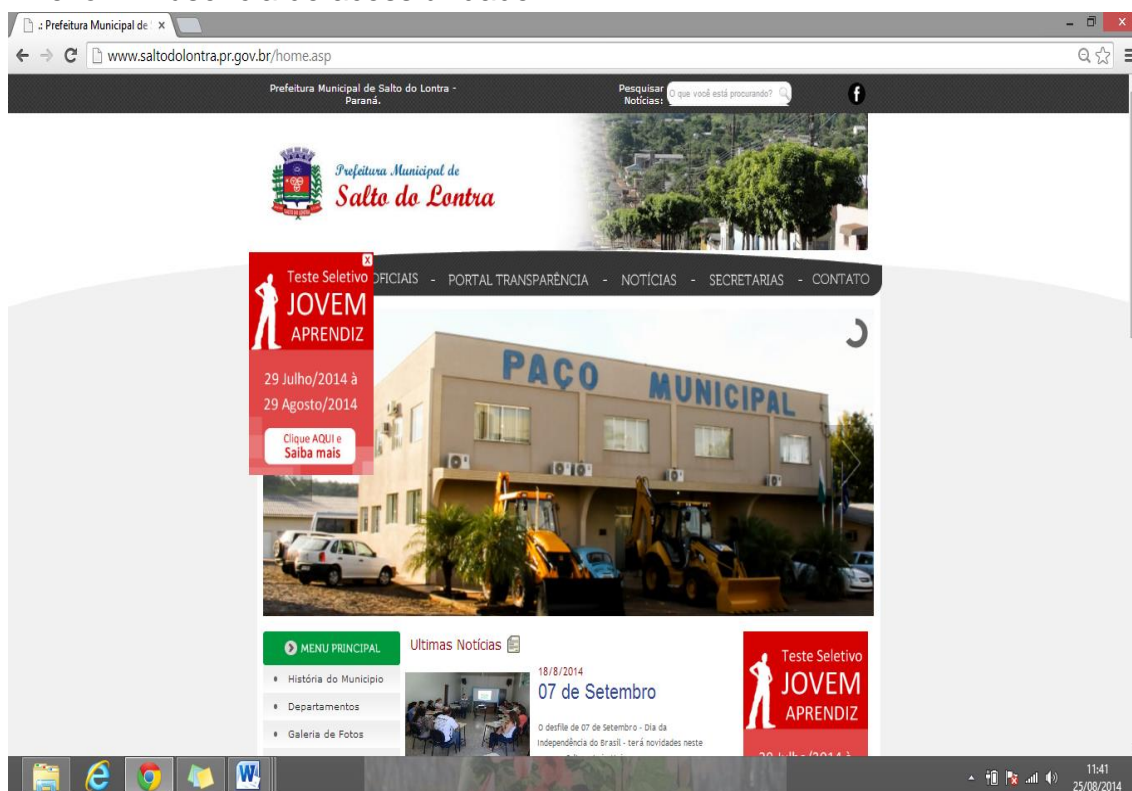 .: Prefeitura Municipal de
www.saltodolontra.pr.gov.br/home.asp
Prefeitura Municipal de Salto do Lontra -
Paraná.
Pesquisar
Notícias:
O que você está procurando?
Prefeitura Municipal de
Salto do Lontra
OFICIAIS - PORTAL TRANSPARÊNCIA - NOTÍCIAS - SECRETARIAS - CONTATO
X
Teste Seletivo
JOVEM
APRENDIZ
29 Julho/2014 à
29 Agosto/2014
Clique AQUI e
Saiba mais
PAÇO MUNICIPAL
MENU PRINCIPAL
História do Municipio
Departamentos
Galeria de Fotos
Ultimas Notícias
18/8/2014
07 de Setembro
O desfile de 07 de Setembro - Dia da
Independência do Brasil - terá novidades neste
Teste Seletivo
JOVEM
APRENDIZ
11:41
25/08/2014